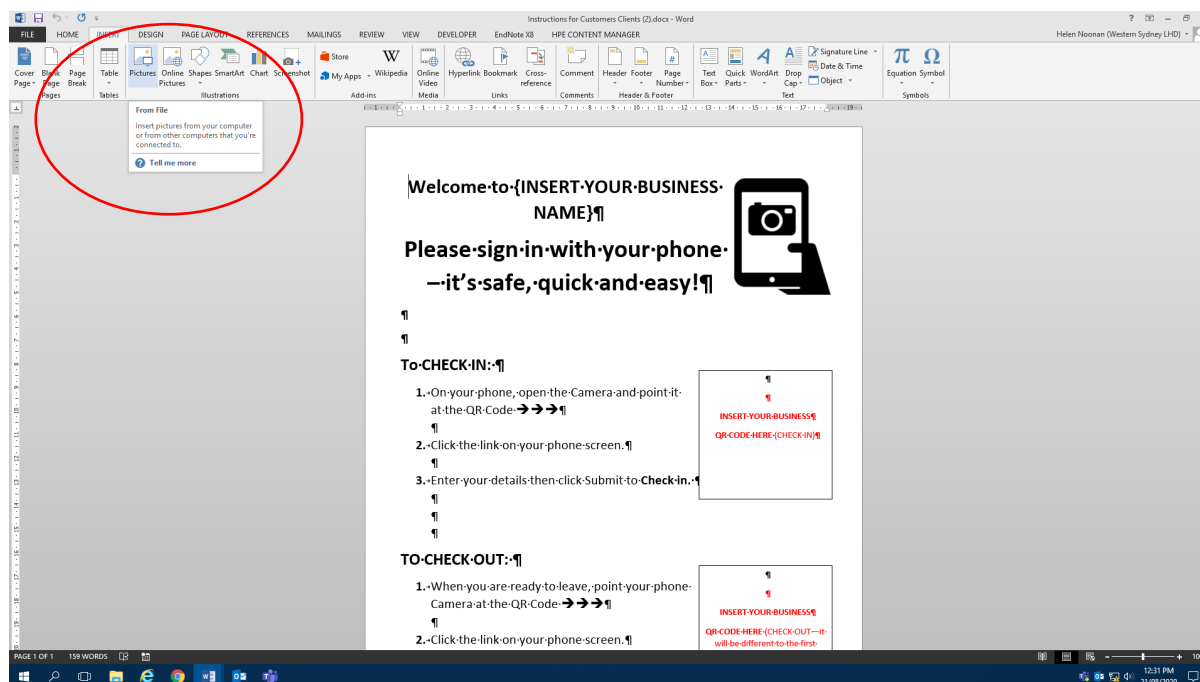 Instructions for Customers Clients (2).docx - Word
FILE HOME INSERT DESIGN PAGE LAYOUT REFERENCES MAILINGS REVIEW VIEW DEVELOPER EndNote X8 HPE CONTENT MANAGER
Helen Noonan (Western Sydney LHD)
Cover Page Blank Page Page Break Table Pictures Online Pictures Shapes SmartArt Chart Screenshot Store My Apps Wikipedia Online Video Hyperlink Bookmark Cross-reference Comment Header Footer Page Number Text Box Quick Parts WordArt Drop Cap Signature Line Date & Time Object Equation Symbol
Pages Tables Illustrations Add-ins Media Links Comments Header & Footer Text Symbols
From File
Insert pictures from your computer
or from other computers that you're
connected to.
Tell me more
Welcome·to·{INSERT·YOUR·BUSINESS·
NAME}¶
Please·sign·in·with·your·phone·
–·it's·safe,·quick·and·easy!¶
¶
¶
To·CHECK·IN:·¶
1.→On·your·phone,·open·the·Camera·and·point·it·
at·the·QR·Code·➔➔➔¶
¶
2.→Click·the·link·on·your·phone·screen.¶
¶
3.→Enter·your·details·then·click·Submit·to·Check·in.·¶
¶
¶
¶
¶
¶
INSERT·YOUR·BUSINESS¶
QR·CODE·HERE·(CHECK·IN)¶
TO·CHECK·OUT:·¶
1.→When·you·are·ready·to·leave,·point·your·phone·
Camera·at·the·QR·Code·➔➔➔¶
¶
2.→Click·the·link·on·your·phone·screen.¶
¶
¶
INSERT·YOUR·BUSINESS¶
QR·CODE·HERE·(CHECK·OUT—it·
will·be·different·to·the·first·
PAGE 1 OF 1 159 WORDS
12:31 PM
21/08/2020